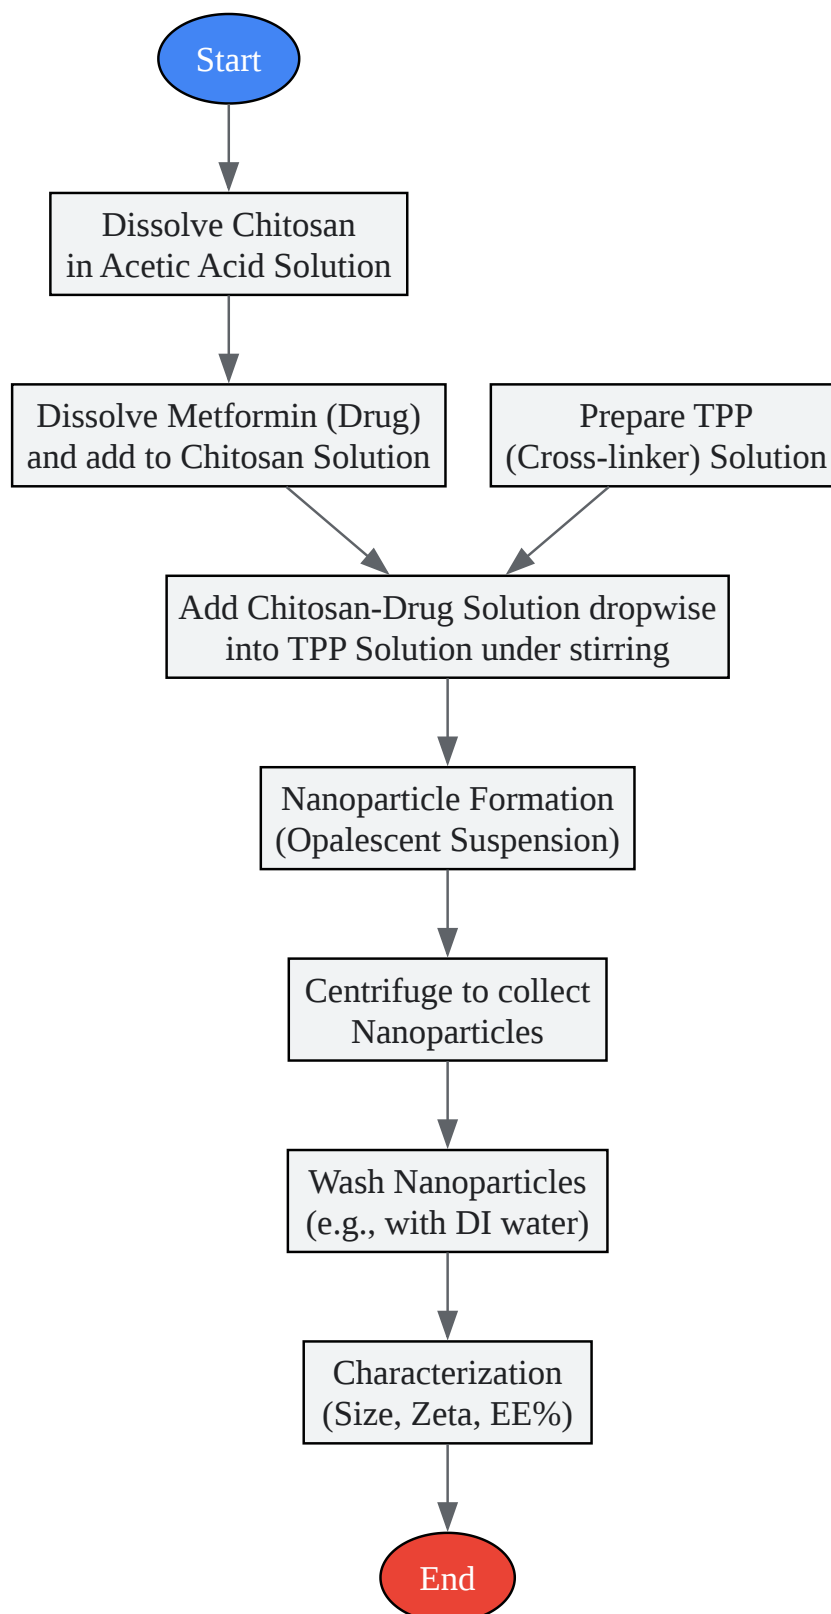 Start
Dissolve Chitosan
in Acetic Acid Solution
Dissolve Metformin (Drug)
and add to Chitosan Solution
Prepare TPP
(Cross-linker) Solution
Add Chitosan-Drug Solution dropwise
into TPP Solution under stirring
Nanoparticle Formation
(Opalescent Suspension)
Centrifuge to collect
Nanoparticles
Wash Nanoparticles
(e.g., with DI water)
Characterization
(Size, Zeta, EE%)
End